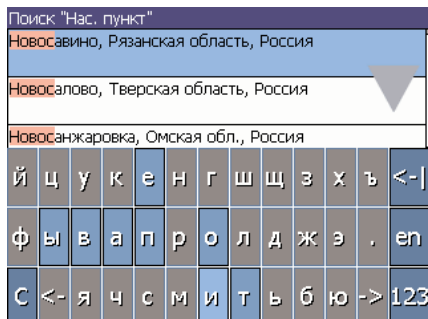 Поиск "Нас. пункт"
Новосавино, Рязанская область, Россия
Новосалово, Тверская область, Россия
Новосанжаровка, Омская обл., Россия
й ц у к е н г ш щ з х ъ <-|
ф ы в а п р о л д ж э . en
С <- я ч с м и т ь б ю -> 123